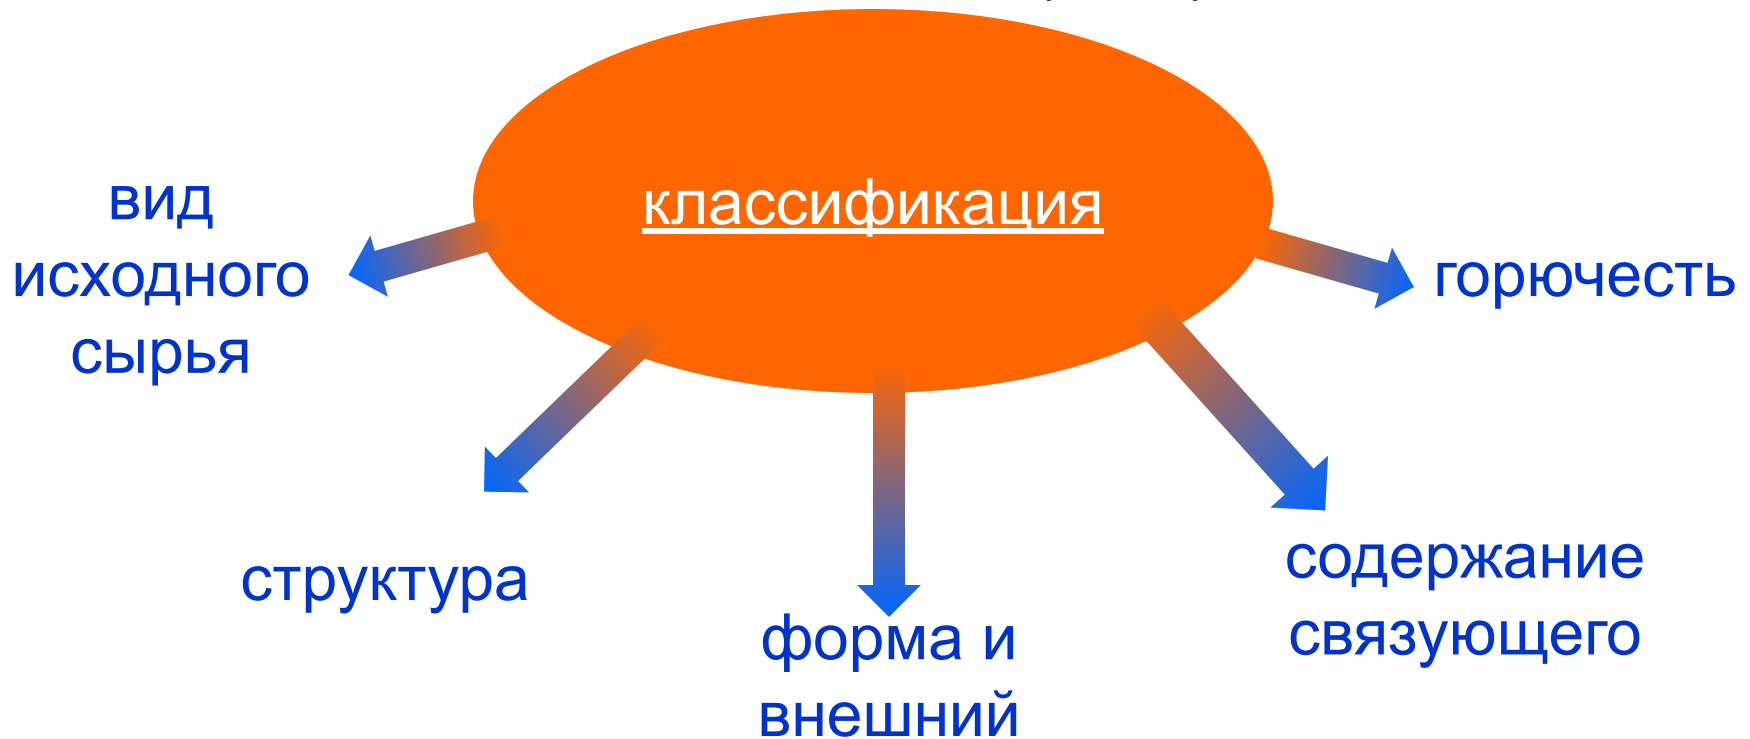 классификация
вид
исходного
сырья
горючесть
структура
содержание
связующего
форма и
внешний